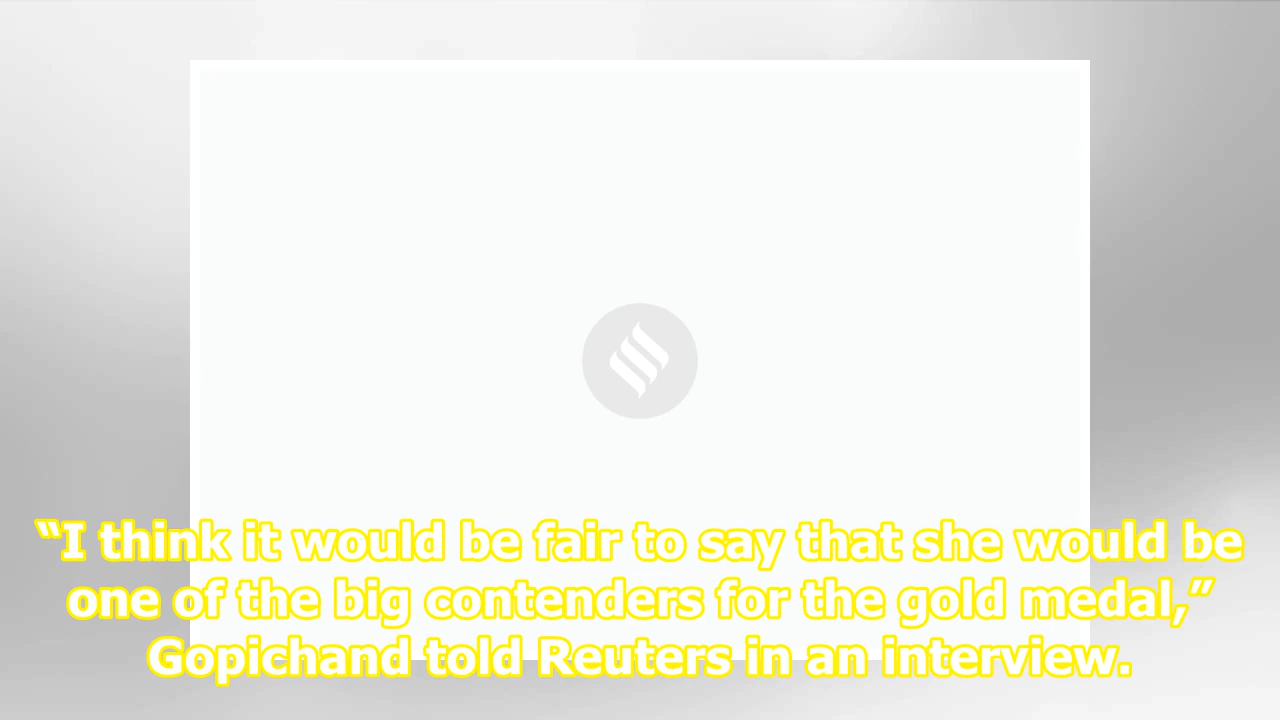 “I think it would be fair to say that she would be
one of the big contenders for the gold medal,”
Gopichand told Reuters in an interview.